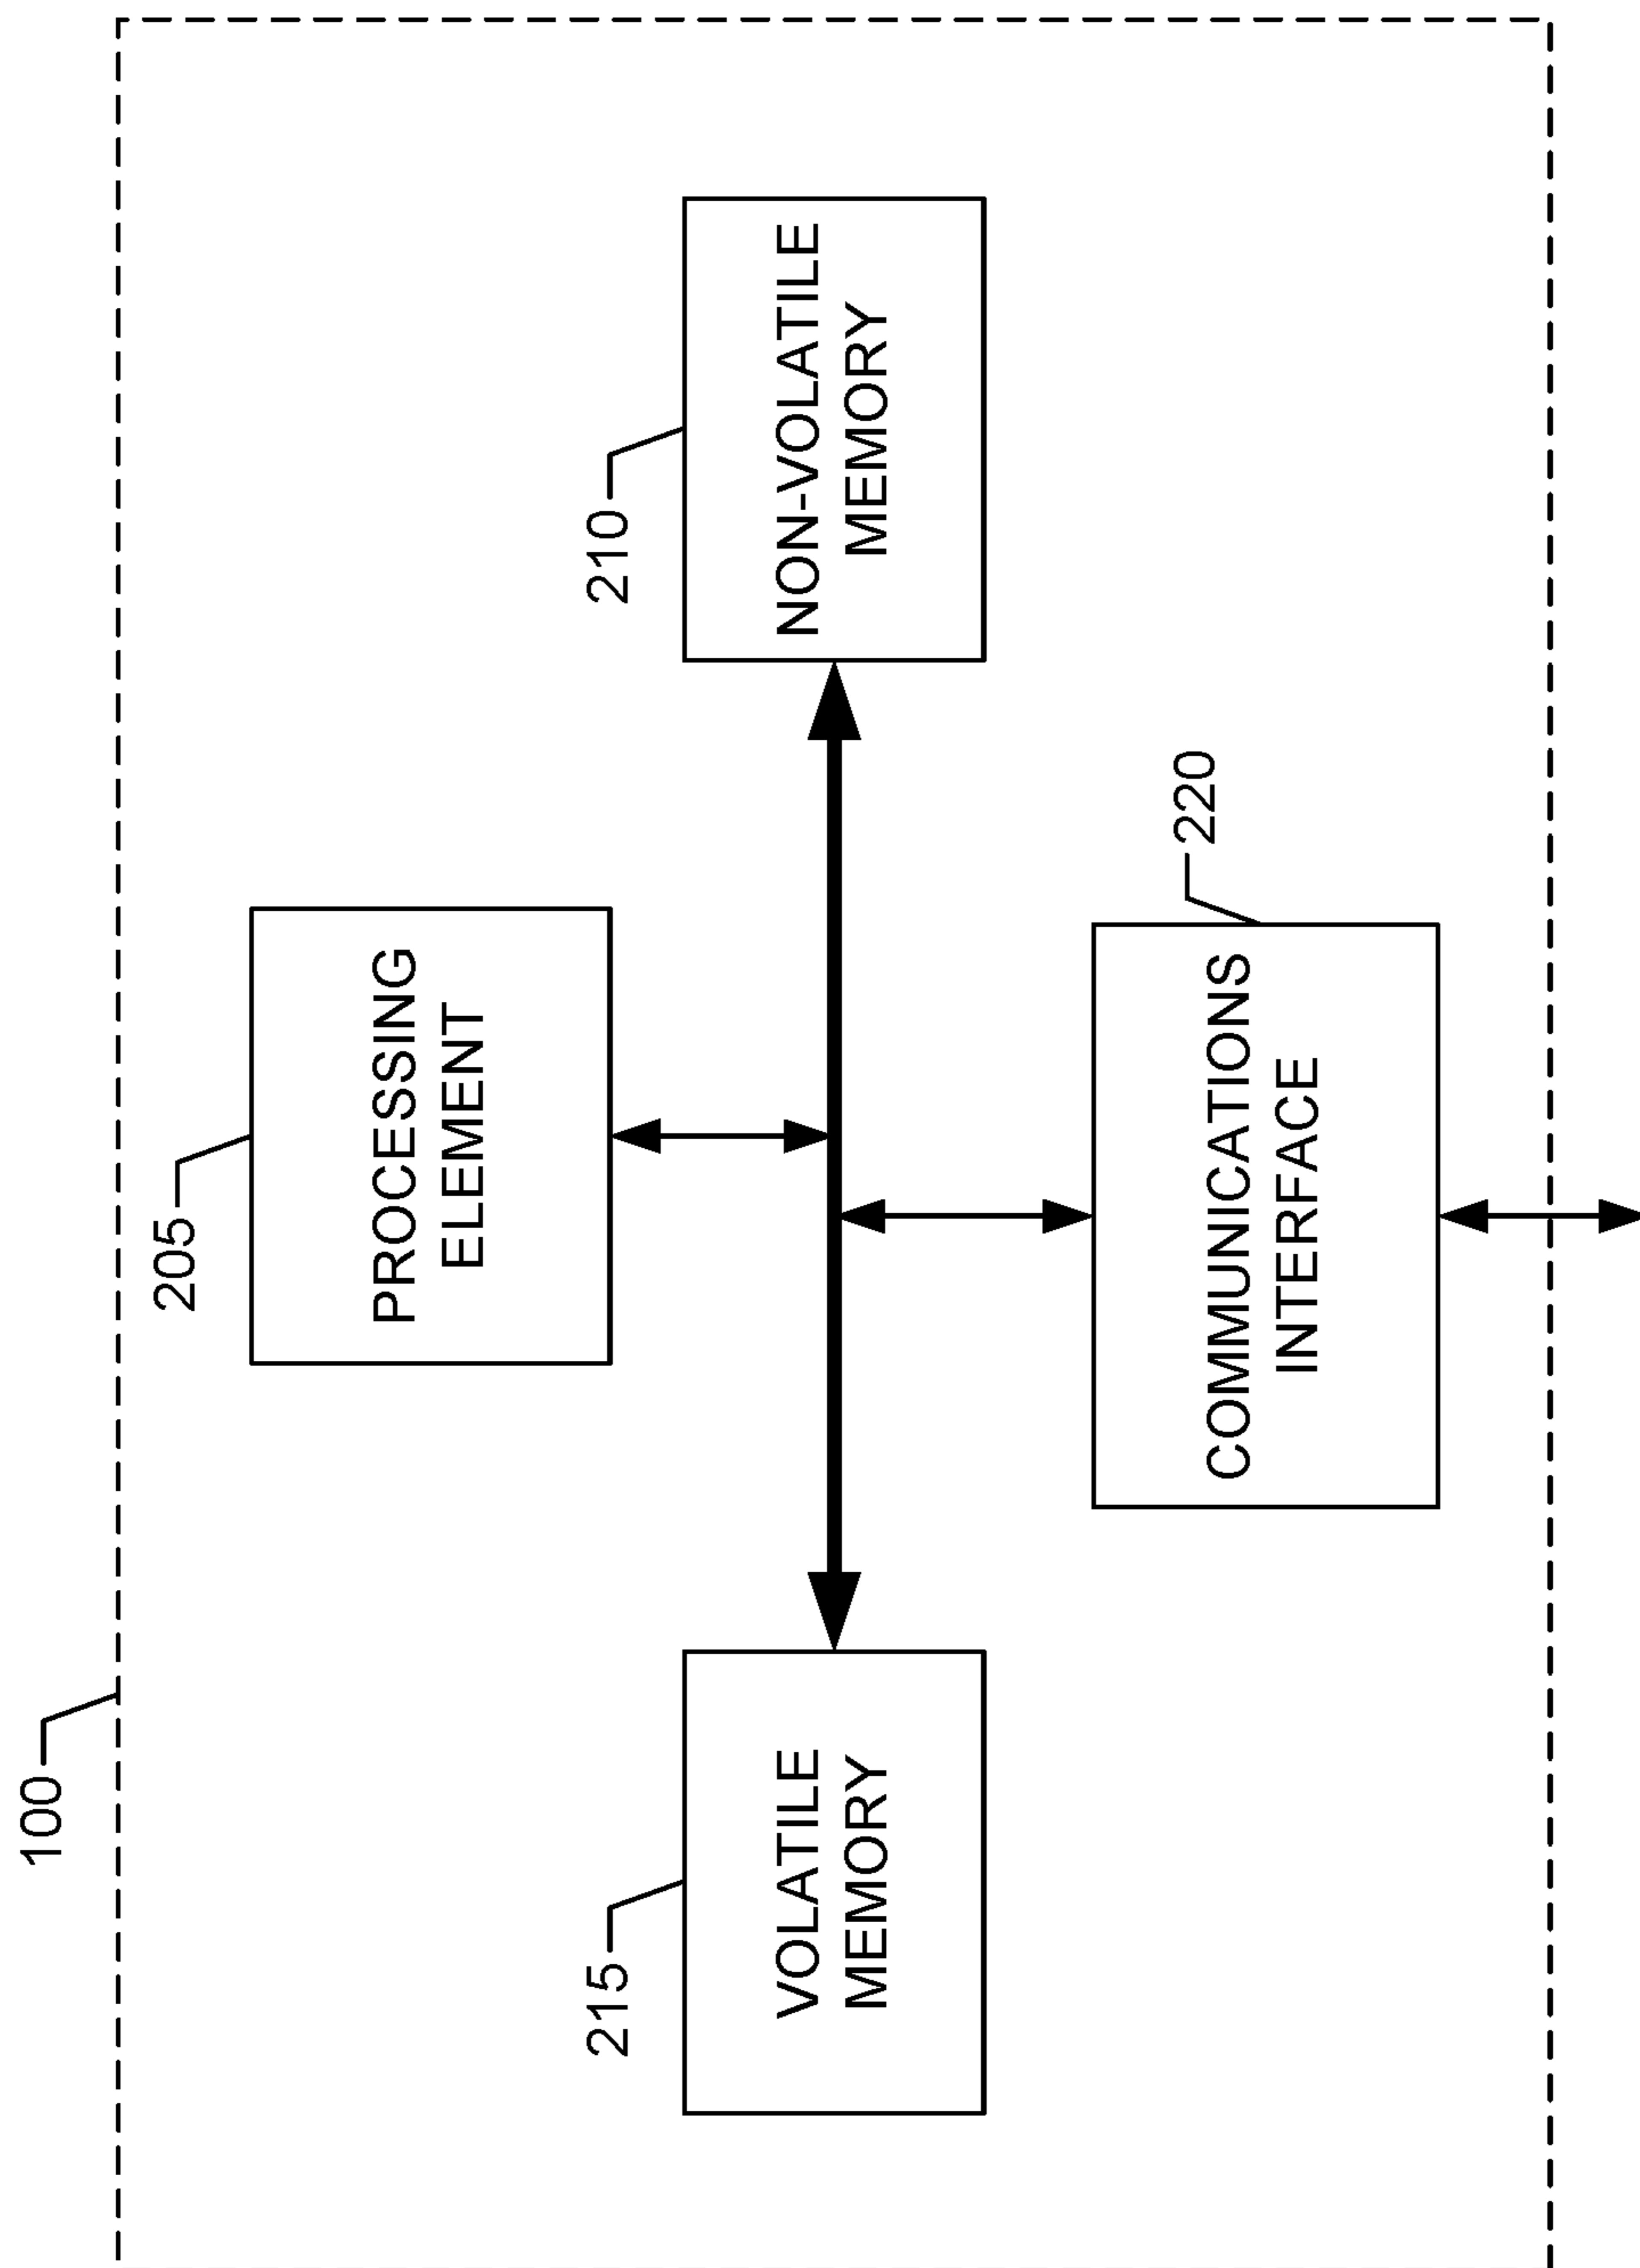 100
205
PROCESSING
ELEMENT
215
VOLATILE
MEMORY
210
NON-VOLATILE
MEMORY
220
COMMUNICATIONS
INTERFACE